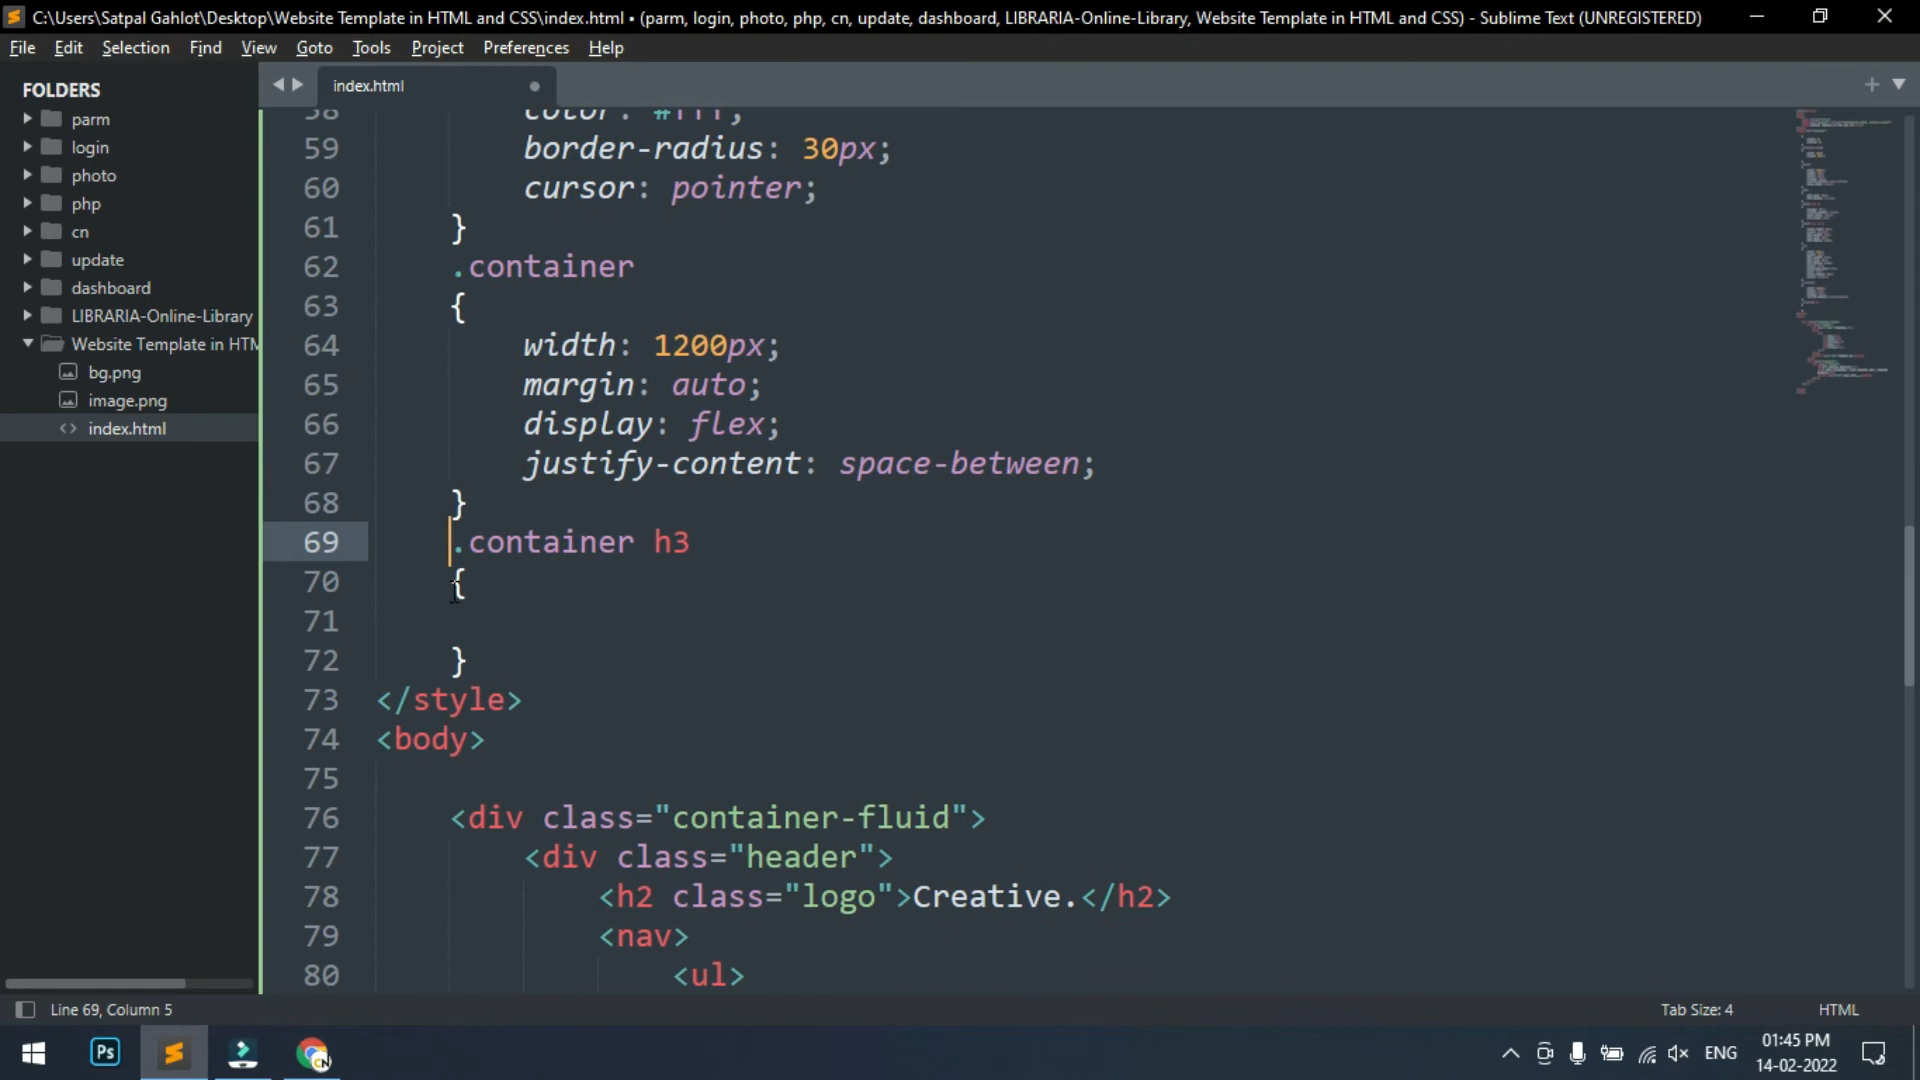 C:\Users\Satpal Gahlot\Desktop\Website Template in HTML and CSS\index.html • (parm, login, photo, php, cn, update, dashboard, LIBRARIA-Online-Library, Website Template in HTML and CSS) - Sublime Text (UNREGISTERED)
File Edit Selection Find View Goto Tools Project Preferences Help
FOLDERS
parm
login
photo
php
cn
update
dashboard
LIBRARIA-Online-Library
Website Template in HTM
bg.png
image.png
index.html
index.html
58 color: #fff;
59 border-radius: 30px;
60 cursor: pointer;
61 }
62 .container
63 {
64 width: 1200px;
65 margin: auto;
66 display: flex;
67 justify-content: space-between;
68 }
69 .container h3
70 {
71
72 }
73 </style>
74 <body>
75
76 <div class="container-fluid">
77 <div class="header">
78 <h2 class="logo">Creative.</h2>
79 <nav>
80 <ul>
Line 69, Column 5
Tab Size: 4
HTML
Ps
CN
ENG
01:45 PM
14-02-2022